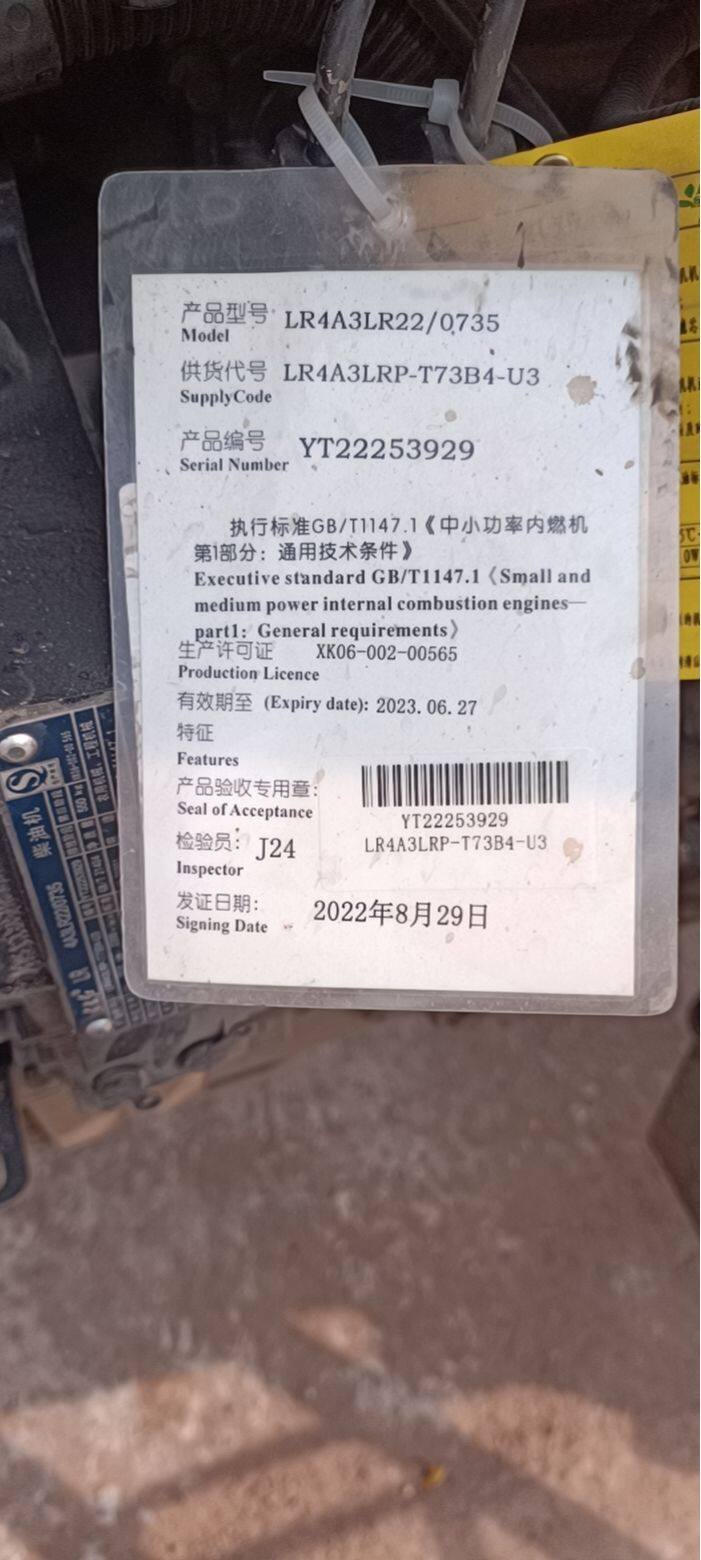 产品型号 LR4A3LR22/0735
Model
供货代号 LR4A3LRP-T73B4-U3
SupplyCode
产品编号 YT22253929
Serial Number
执行标准GB/T1147.1《中小功率内燃机
第1部分：通用技术条件》
Executive standard GB/T1147.1《Small and
medium power internal combustion engines—
part1: General requirements》
生产许可证 XK06-002-00565
Production Licence
有效期至 (Expiry date): 2023.06.27
特征
Features
产品验收专用章:
Seal of Acceptance
YT22253929
LR4A3LRP-T73B4-U3
检验员: J24
Inspector
发证日期:
Signing Date 2022年8月29日
柴油机